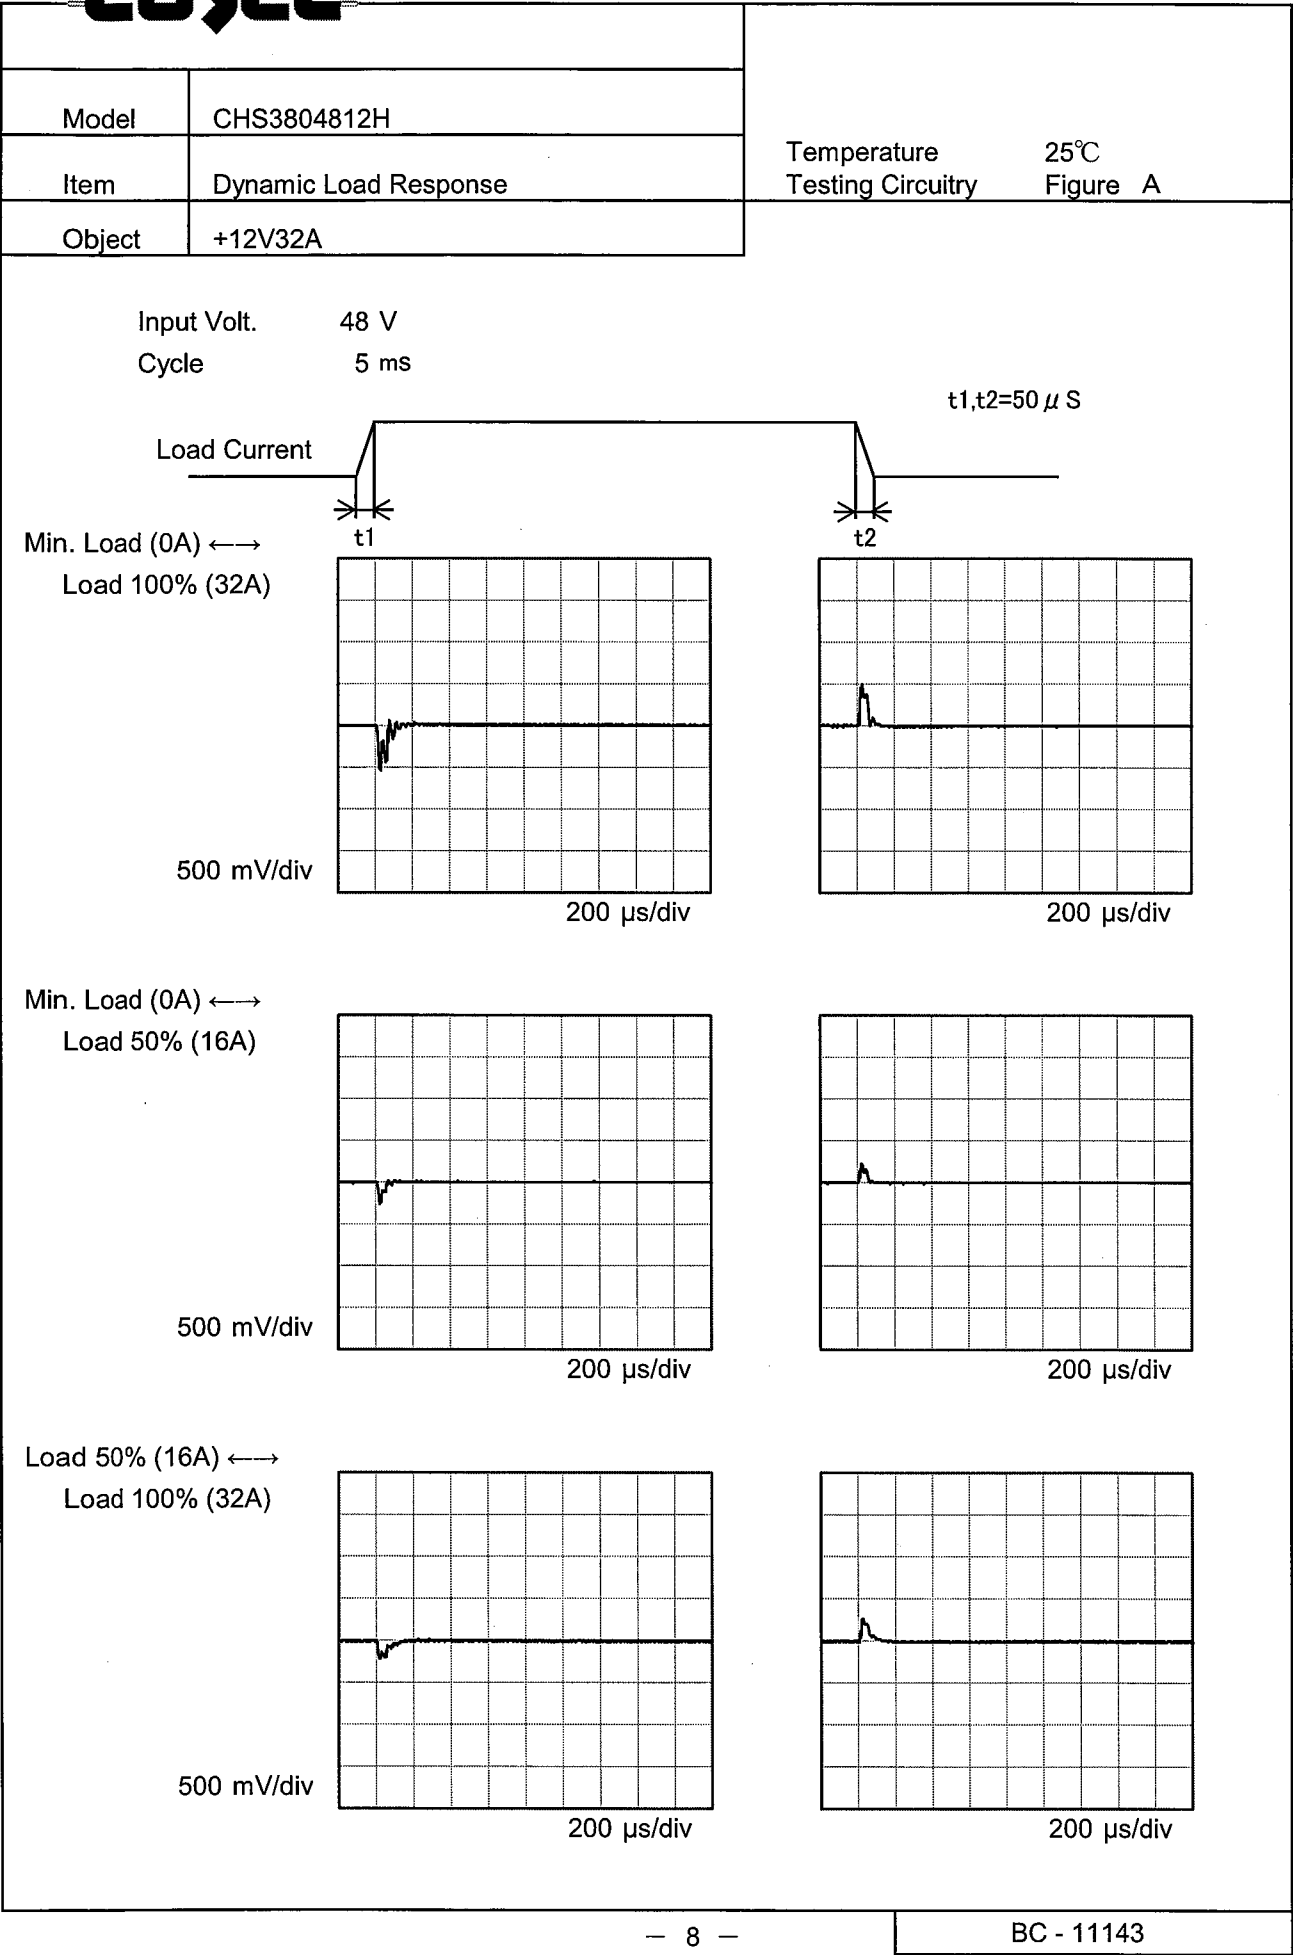 Model CHS3804812H
Item Dynamic Load Response
Object +12V32A
Temperature 25℃
Testing Circuitry Figure A
Input Volt. 48 V
Cycle 5 ms
t1,t2=50μS
Load Current
t1
t2
Min. Load (0A) ←→
Load 100% (32A)
500 mV/div
200 µs/div
200 µs/div
Min. Load (0A) ←→
Load 50% (16A)
500 mV/div
200 µs/div
200 µs/div
Load 50% (16A) ←→
Load 100% (32A)
500 mV/div
200 µs/div
200 µs/div
— 8 —
BC - 11143